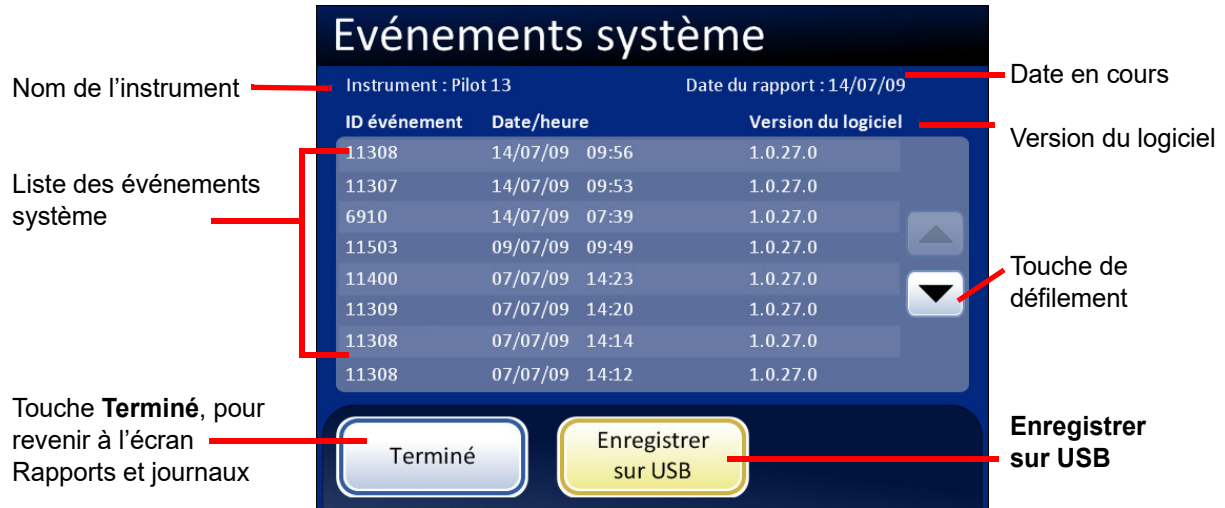 Evénements système
Nom de l'instrument
Instrument : Pilot 13
Date du rapport : 14/07/09
Date en cours
ID événement Date/heure Version du logiciel
Version du logiciel
Liste des événements
système
11308 14/07/09 09:56 1.0.27.0
11307 14/07/09 09:53 1.0.27.0
6910 14/07/09 07:39 1.0.27.0
11503 09/07/09 09:49 1.0.27.0
11400 07/07/09 14:23 1.0.27.0
11309 07/07/09 14:20 1.0.27.0
11308 07/07/09 14:14 1.0.27.0
11308 07/07/09 14:12 1.0.27.0
Touche de
défilement
Touche Terminé, pour
revenir à l'écran
Rapports et journaux
Terminé
Enregistrer
sur USB
Enregistrer
sur USB